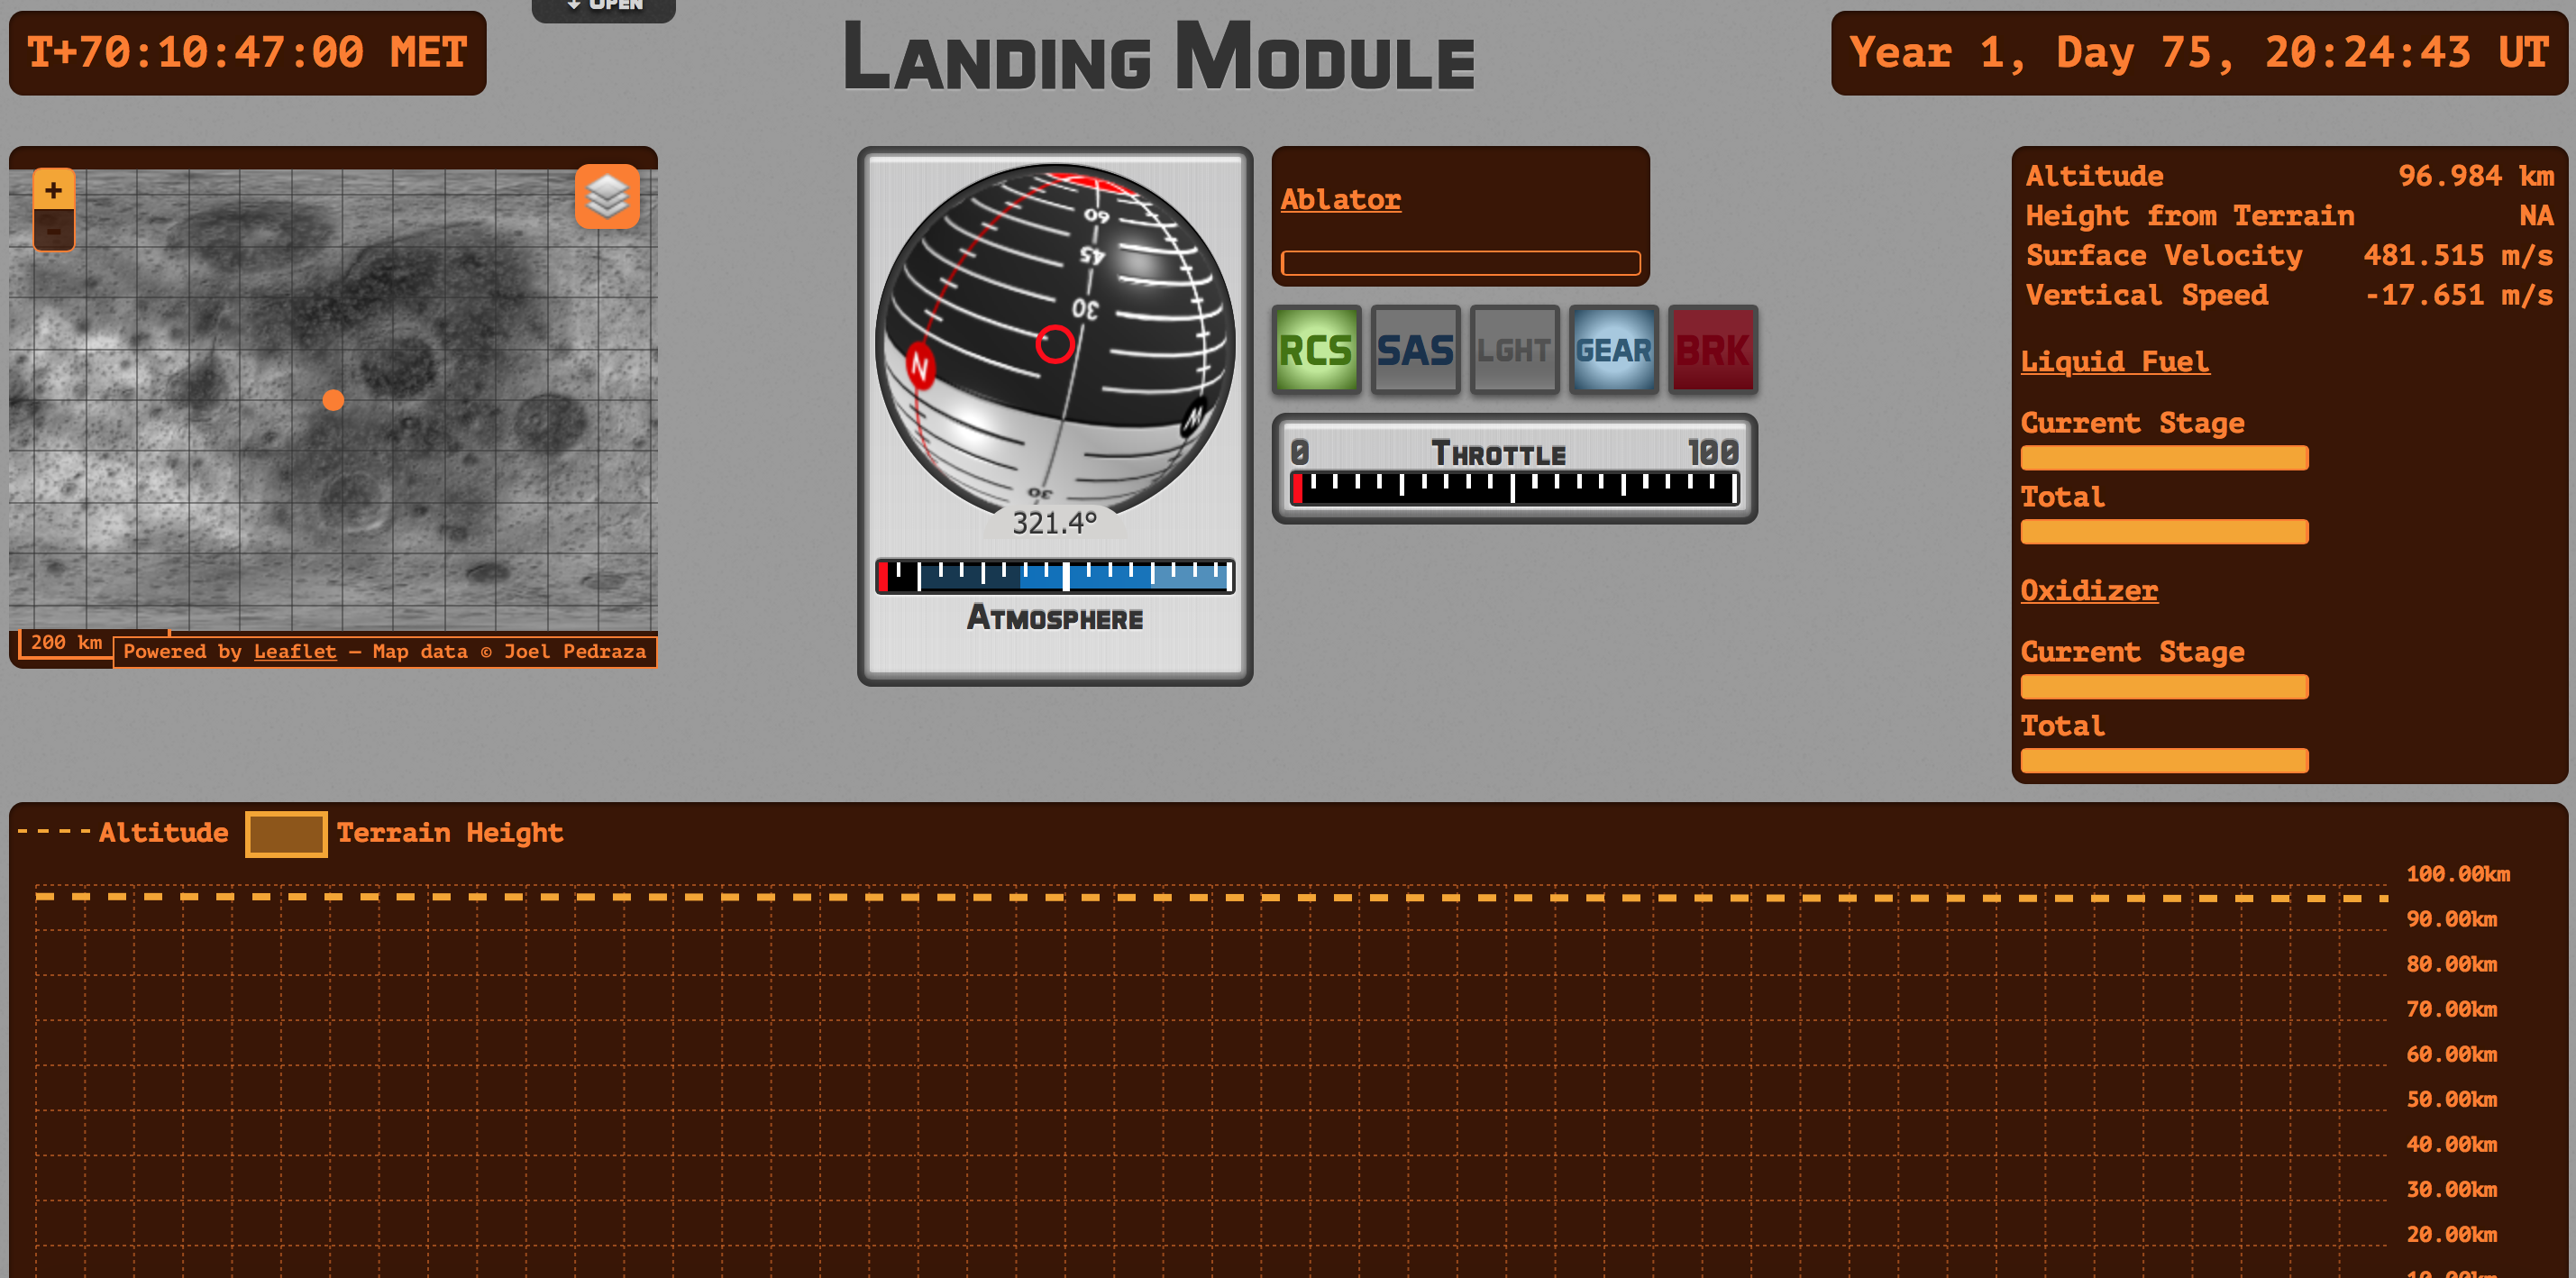 OPEN
T+70:10:47:00 MET
LANDING MODULE
Year 1, Day 75, 20:24:43 UT
+
-
200 km
Powered by Leaflet — Map data © Joel Pedraza
60
45
30
N
W
30
321.4°
ATMOSPHERE
Ablator
RCS SAS LGHT GEAR BRK
0 THROTTLE 100
Altitude 96.984 km
Height from Terrain NA
Surface Velocity 481.515 m/s
Vertical Speed -17.651 m/s
Liquid Fuel
Current Stage
Total
Oxidizer
Current Stage
Total
Altitude Terrain Height
100.00km
90.00km
80.00km
70.00km
60.00km
50.00km
40.00km
30.00km
20.00km
10.00km